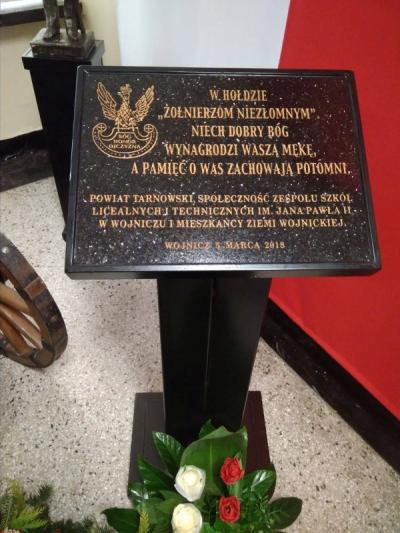 W HOŁDZIE
„ŻOŁNIERZOM NIEZŁOMNYM"
NIECH DOBRY BÓG
WYNAGRODZI WASZĄ MĘKĘ,
A PAMIĘĆ O WAS ZACHOWAJĄ POTOMNI.
BÓG
HONOR
OJCZYZNA
POWIAT TARNOWSKI, SPOŁECZNOŚĆ ZESPOŁU SZKÓŁ
LICEALNYCH I TECHNICZNYCH IM. JANA PAWŁA II
W WOJNICZU I MIESZKAŃCY ZIEMI WOJNICKIEJ.
WOJNICZ 5 MARCA 2018